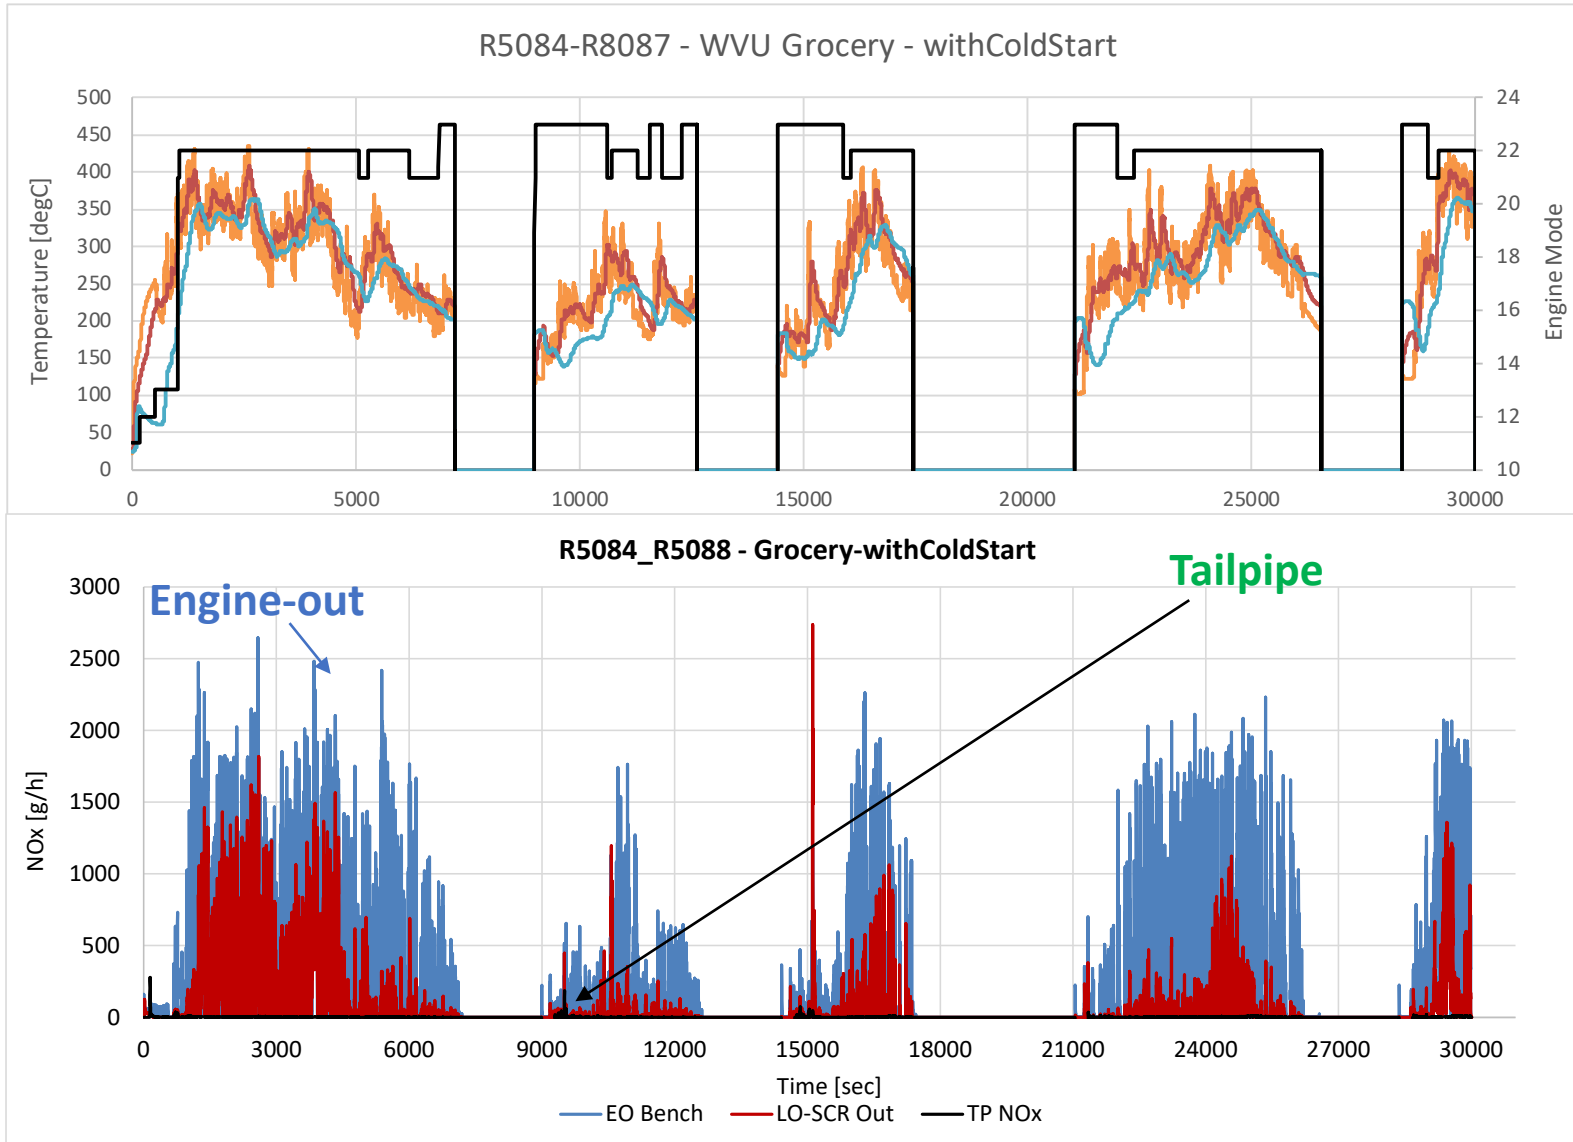 R5084-R8087 - WVU Grocery - withColdStart
500
450
400
350
300
250
200
150
100
50
0
Temperature [degC]
24
22
20
18
16
14
12
10
Engine Mode
0 5000 10000 15000 20000 25000 30000
R5084_R5088 - Grocery-withColdStart
Tailpipe
Engine-out
3000
2500
2000
1500
1000
500
0
NOx [g/h]
0 3000 6000 9000 12000 15000 18000 21000 24000 27000 30000
Time [sec]
EO Bench LO-SCR Out TP NOx